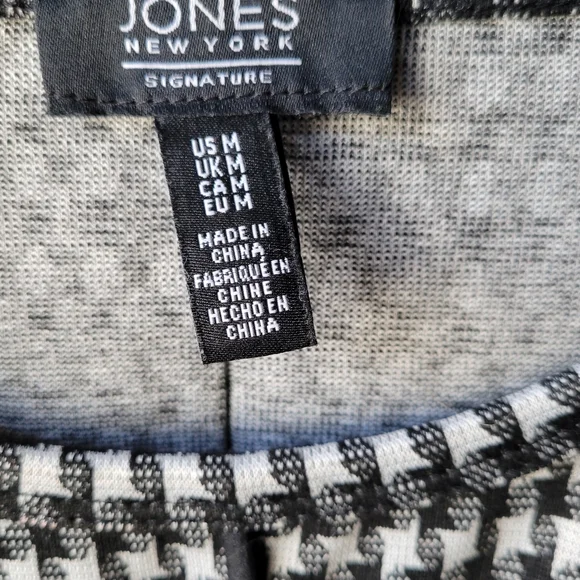 JONES
NEW YORK
SIGNATURE
US M
UK M
CA M
EU M
MADE IN
CHINA
FABRIQUÉ EN
CHINE
HECHO EN
CHINA